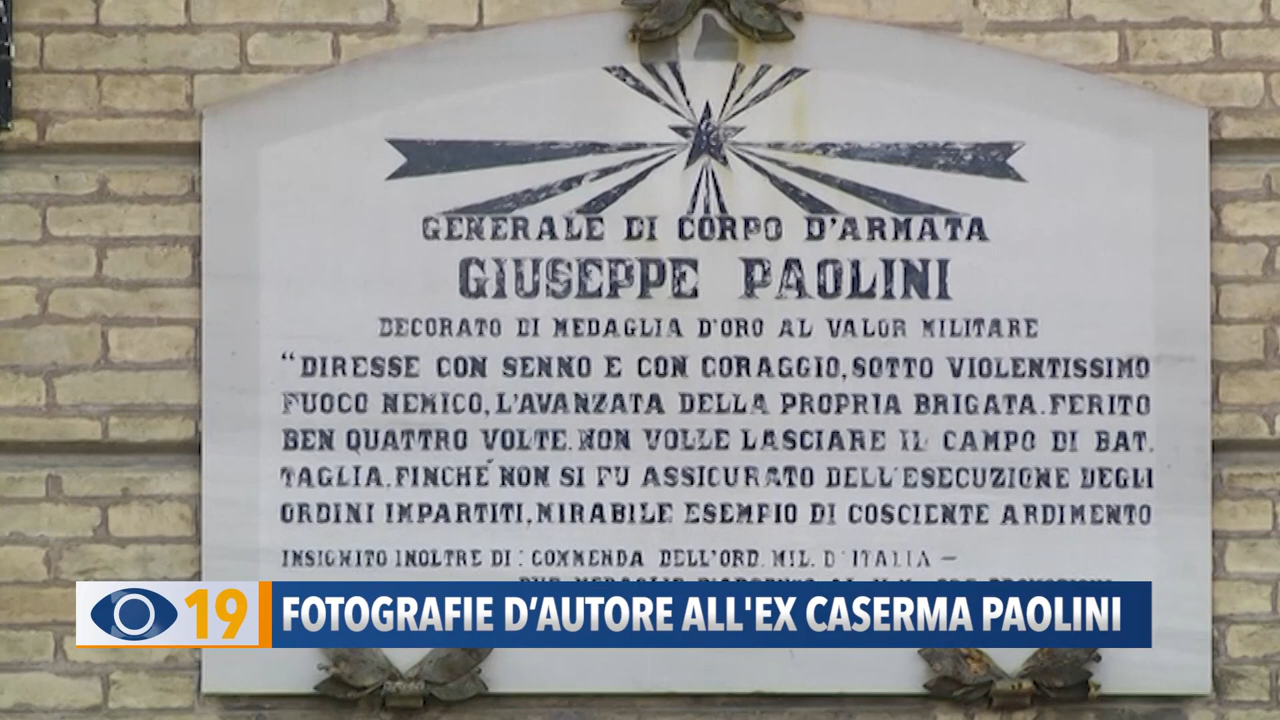 GENERALE DI CORPO D'ARMATA
GIUSEPPE PAOLINI
DECORATO DI MEDAGLIA D'ORO AL VALOR MILITARE
“DIRESSE CON SENNO E CON CORAGGIO, SOTTO VIOLENTISSIMO
FUOCO NEMICO, L'AVANZATA DELLA PROPRIA BRIGATA. FERITO
BEN QUATTRO VOLTE. NON VOLLE LASCIARE IL CAMPO DI BAT.
TAGLIA, FINCHÉ NON SI FU ASSICURATO DELL'ESECUZIONE DEGLI
ORDINI IMPARTITI, MIRABILE ESEMPIO DI COSCIENTE ARDIMENTO
INSIGNITO INOLTRE DI: COMMENDA DELL'ORD. MIL. D'ITALIA —
19
FOTOGRAFIE D’AUTORE ALL'EX CASERMA PAOLINI